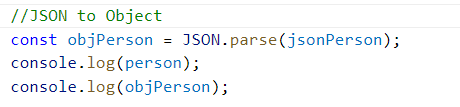 //JSON to Object
const objPerson = JSON.parse(jsonPerson);
console.log(person);
console.log(objPerson);